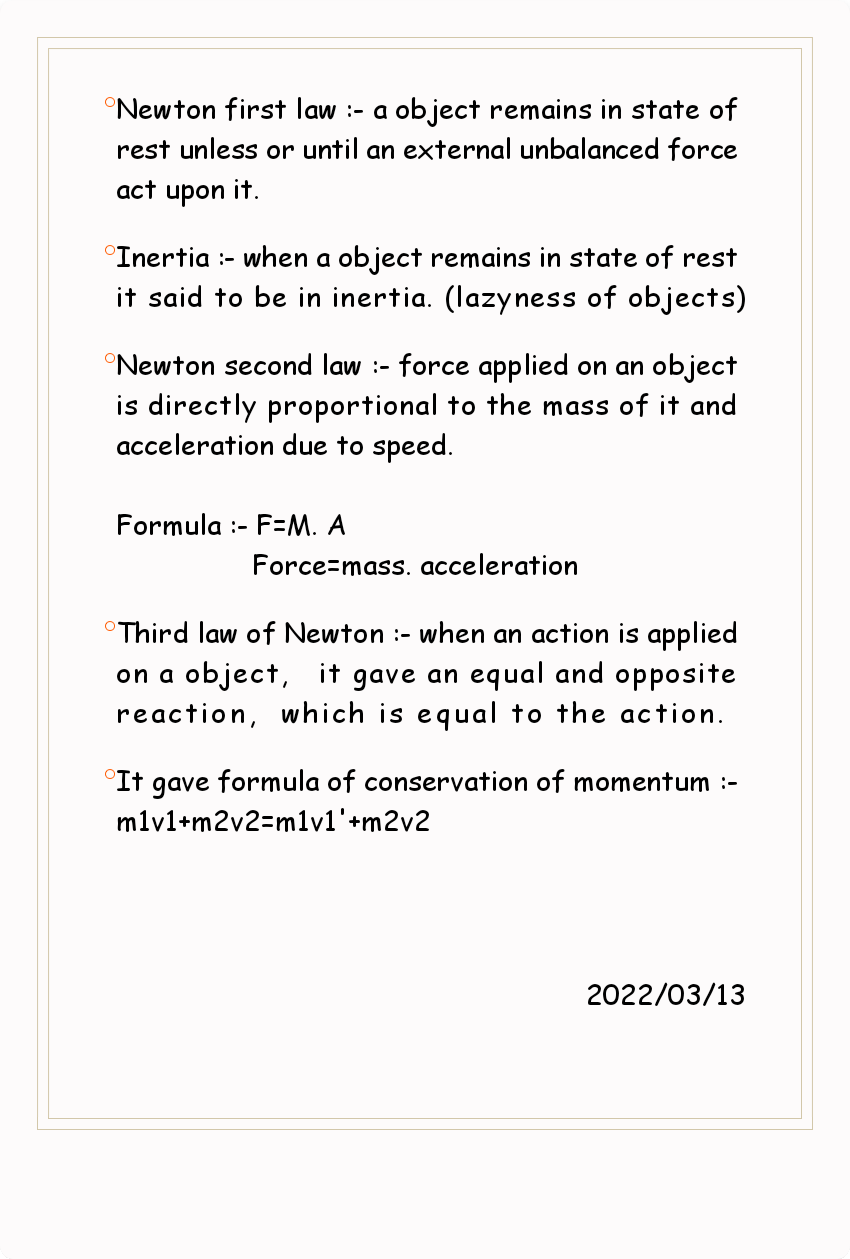 Newton first law :- a object remains in state of
rest unless or until an external unbalanced force
act upon it.
Inertia :- when a object remains in state of rest
it said to be in inertia. (lazyness of objects)
Newton second law :- force applied on an object
is directly proportional to the mass of it and
acceleration due to speed.
Formula :- F=M. A
Force=mass. acceleration
Third law of Newton :- when an action is applied
on a object, it gave an equal and opposite
reaction, which is equal to the action.
It gave formula of conservation of momentum :-
m1v1+m2v2=m1v1'+m2v2
2022/03/13